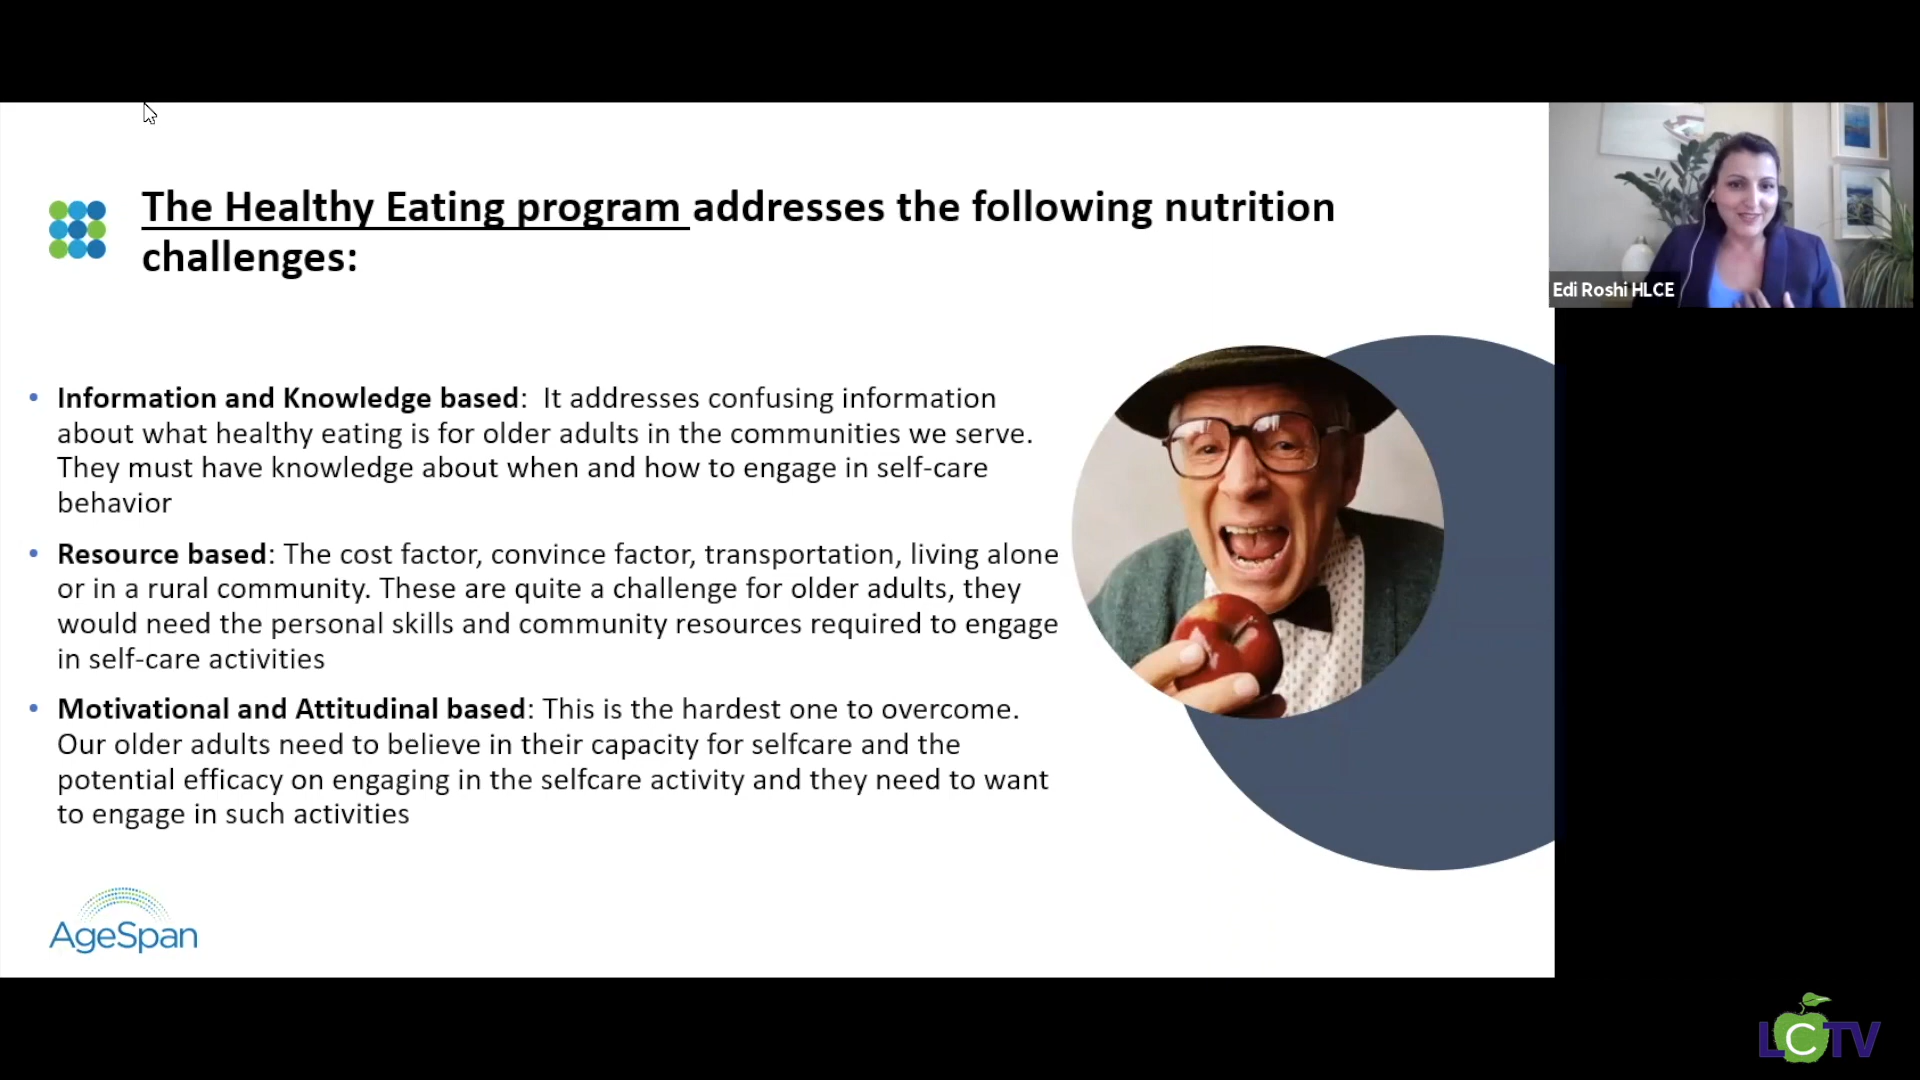 The Healthy Eating program addresses the following nutrition
challenges:
Edi Roshi HLCE
• Information and Knowledge based:  It addresses confusing information
about what healthy eating is for older adults in the communities we serve.
They must have knowledge about when and how to engage in self-care
behavior
• Resource based: The cost factor, convince factor, transportation, living alone
or in a rural community. These are quite a challenge for older adults, they
would need the personal skills and community resources required to engage
in self-care activities
• Motivational and Attitudinal based: This is the hardest one to overcome.
Our older adults need to believe in their capacity for selfcare and the
potential efficacy on engaging in the selfcare activity and they need to want
to engage in such activities
AgeSpan
LCTV